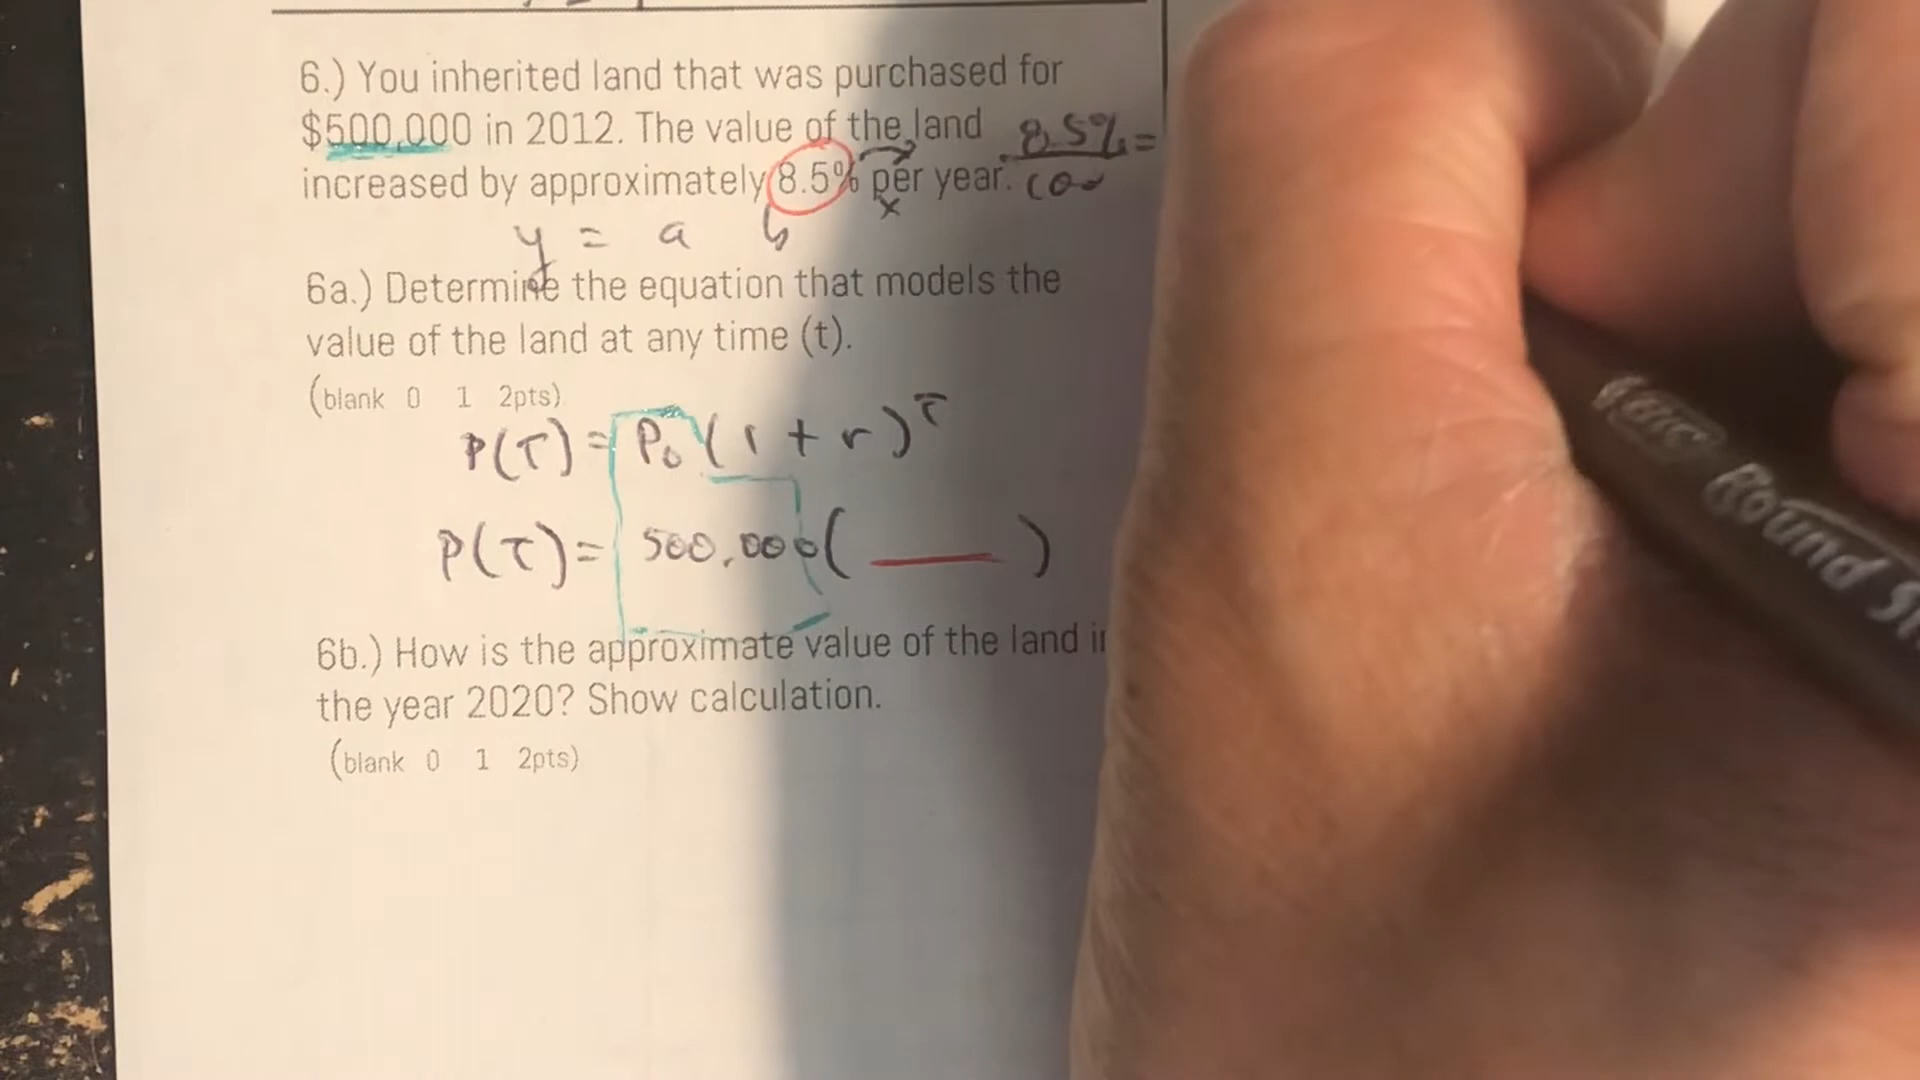 6.) You inherited land that was purchased for
$500,000 in 2012. The value of the land
8.5% =
increased by approximately 8.5% per year.
100
x
y = a b
6a.) Determine the equation that models the
value of the land at any time (t).
(blank 0 1 2pts)
P(T) = P₀(1 + r)ᵀ
P(T) = 500,000( ___ )
6b.) How is the approximate value of the land
the year 2020? Show calculation.
(blank 0 1 2pts)
BIC Round